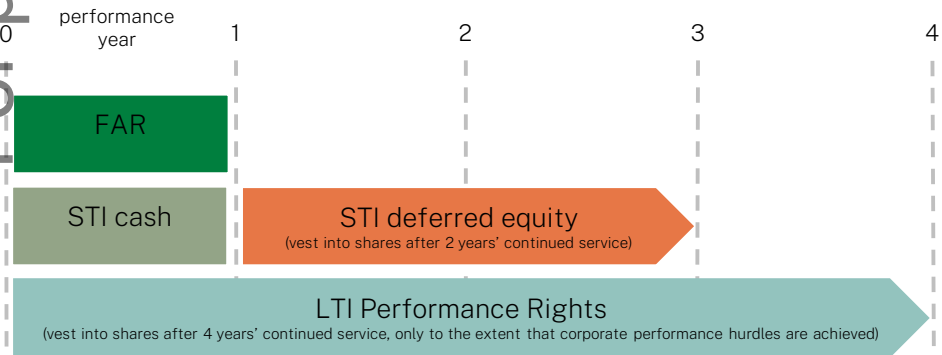 performance
year
0 1 2 3 4
FAR
STI cash
STI deferred equity
(vest into shares after 2 years' continued service)
LTI Performance Rights
(vest into shares after 4 years' continued service, only to the extent that corporate performance hurdles are achieved)